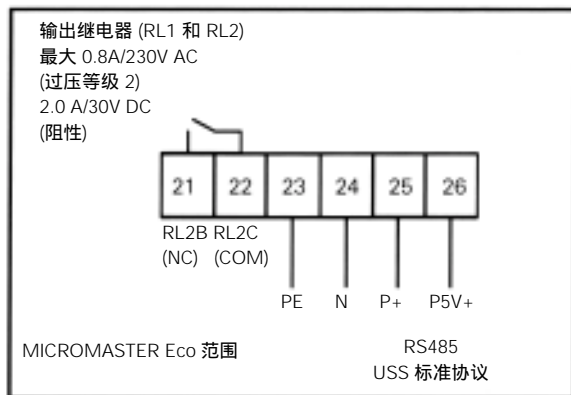 输出继电器 (RL1 和 RL2)
最大 0.8A/230V AC
(过压等级 2)
2.0 A/30V DC
(阻性)
21 22 23 24 25 26
RL2B RL2C
(NC) (COM)
PE N P+ P5V+
MICROMASTER Eco 范围
RS485
USS 标准协议